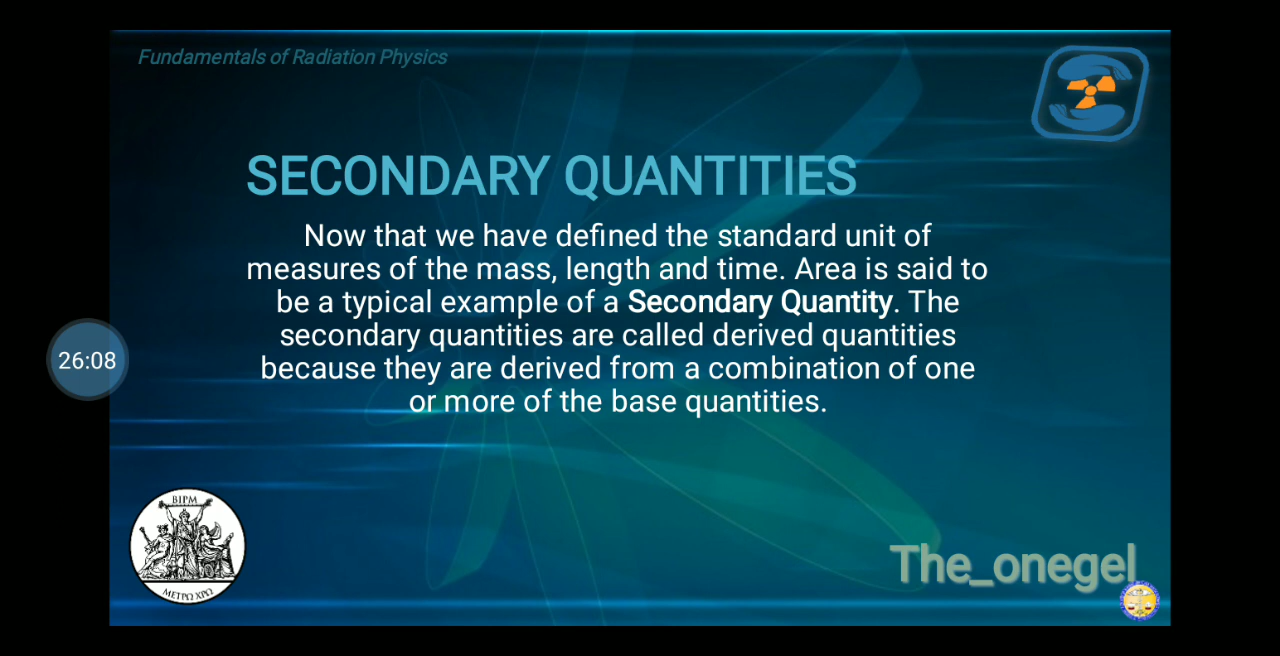 Fundamentals of Radiation Physics
SECONDARY QUANTITIES
Now that we have defined the standard unit of
measures of the mass, length and time. Area is said to
be a typical example of a Secondary Quantity. The
secondary quantities are called derived quantities
because they are derived from a combination of one
or more of the base quantities.
26:08
BIPM
ΜΕΤΡΩ ΧΡΩ
The_onegel